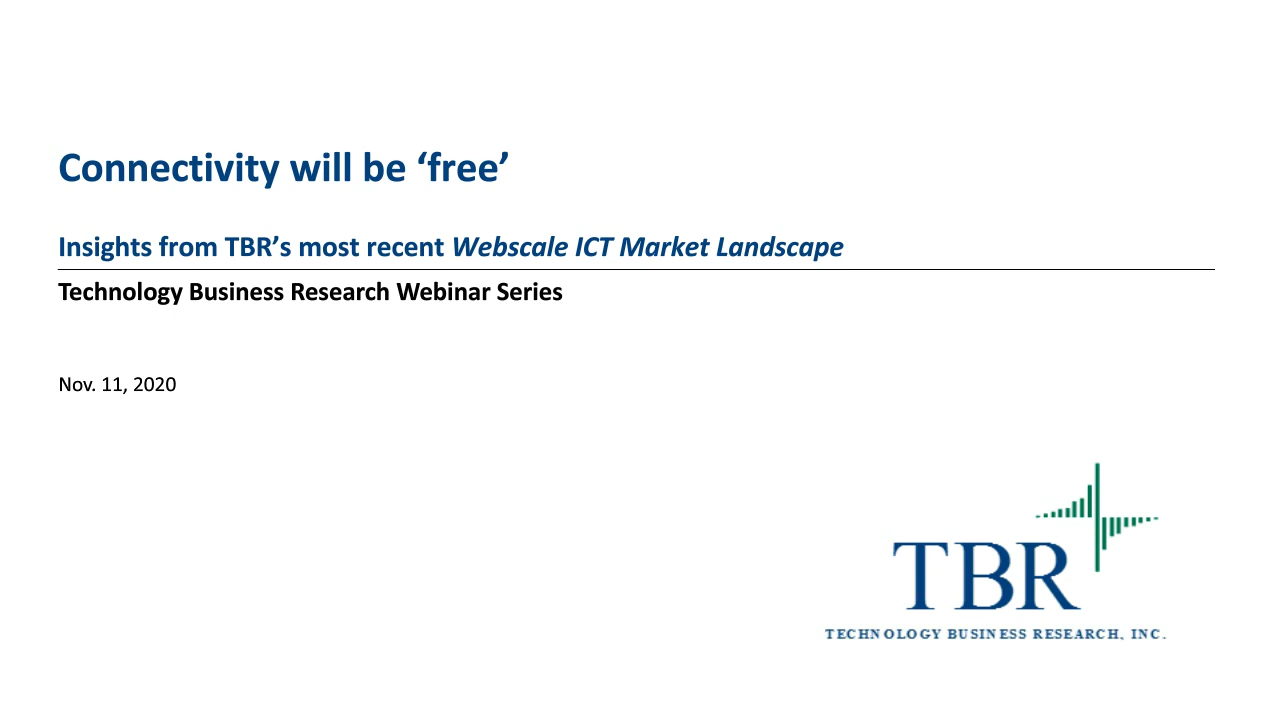 Connectivity will be ‘free’
Insights from TBR’s most recent Webscale ICT Market Landscape
Technology Business Research Webinar Series
Nov. 11, 2020
TBR
TECHNOLOGY BUSINESS RESEARCH, INC.